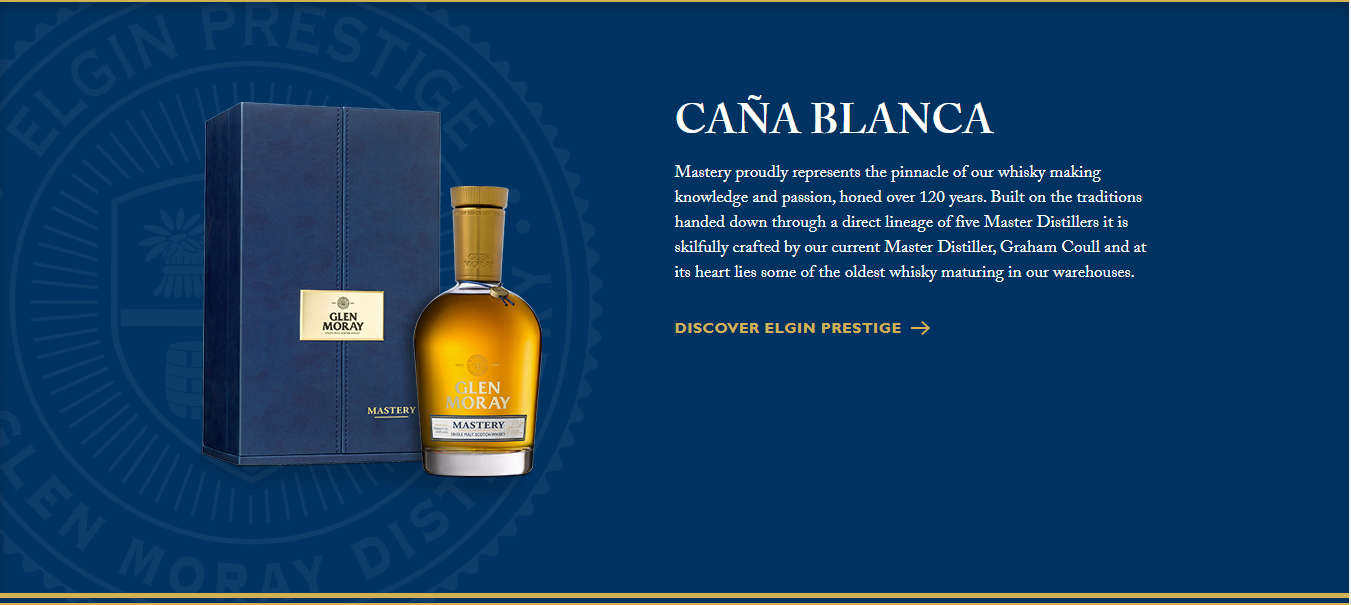 ELGIN PRESTIGE
GLEN MORAY DIST
CAÑA BLANCA
Mastery proudly represents the pinnacle of our whisky making
knowledge and passion, honed over 120 years. Built on the traditions
handed down through a direct lineage of five Master Distillers it is
skilfully crafted by our current Master Distiller, Graham Coull and at
its heart lies some of the oldest whisky maturing in our warehouses.
DISCOVER ELGIN PRESTIGE →
GLEN
MORAY
MASTERY
GLEN
MORAY
MASTERY
SINGLE MALT SCOTCH WHISKY